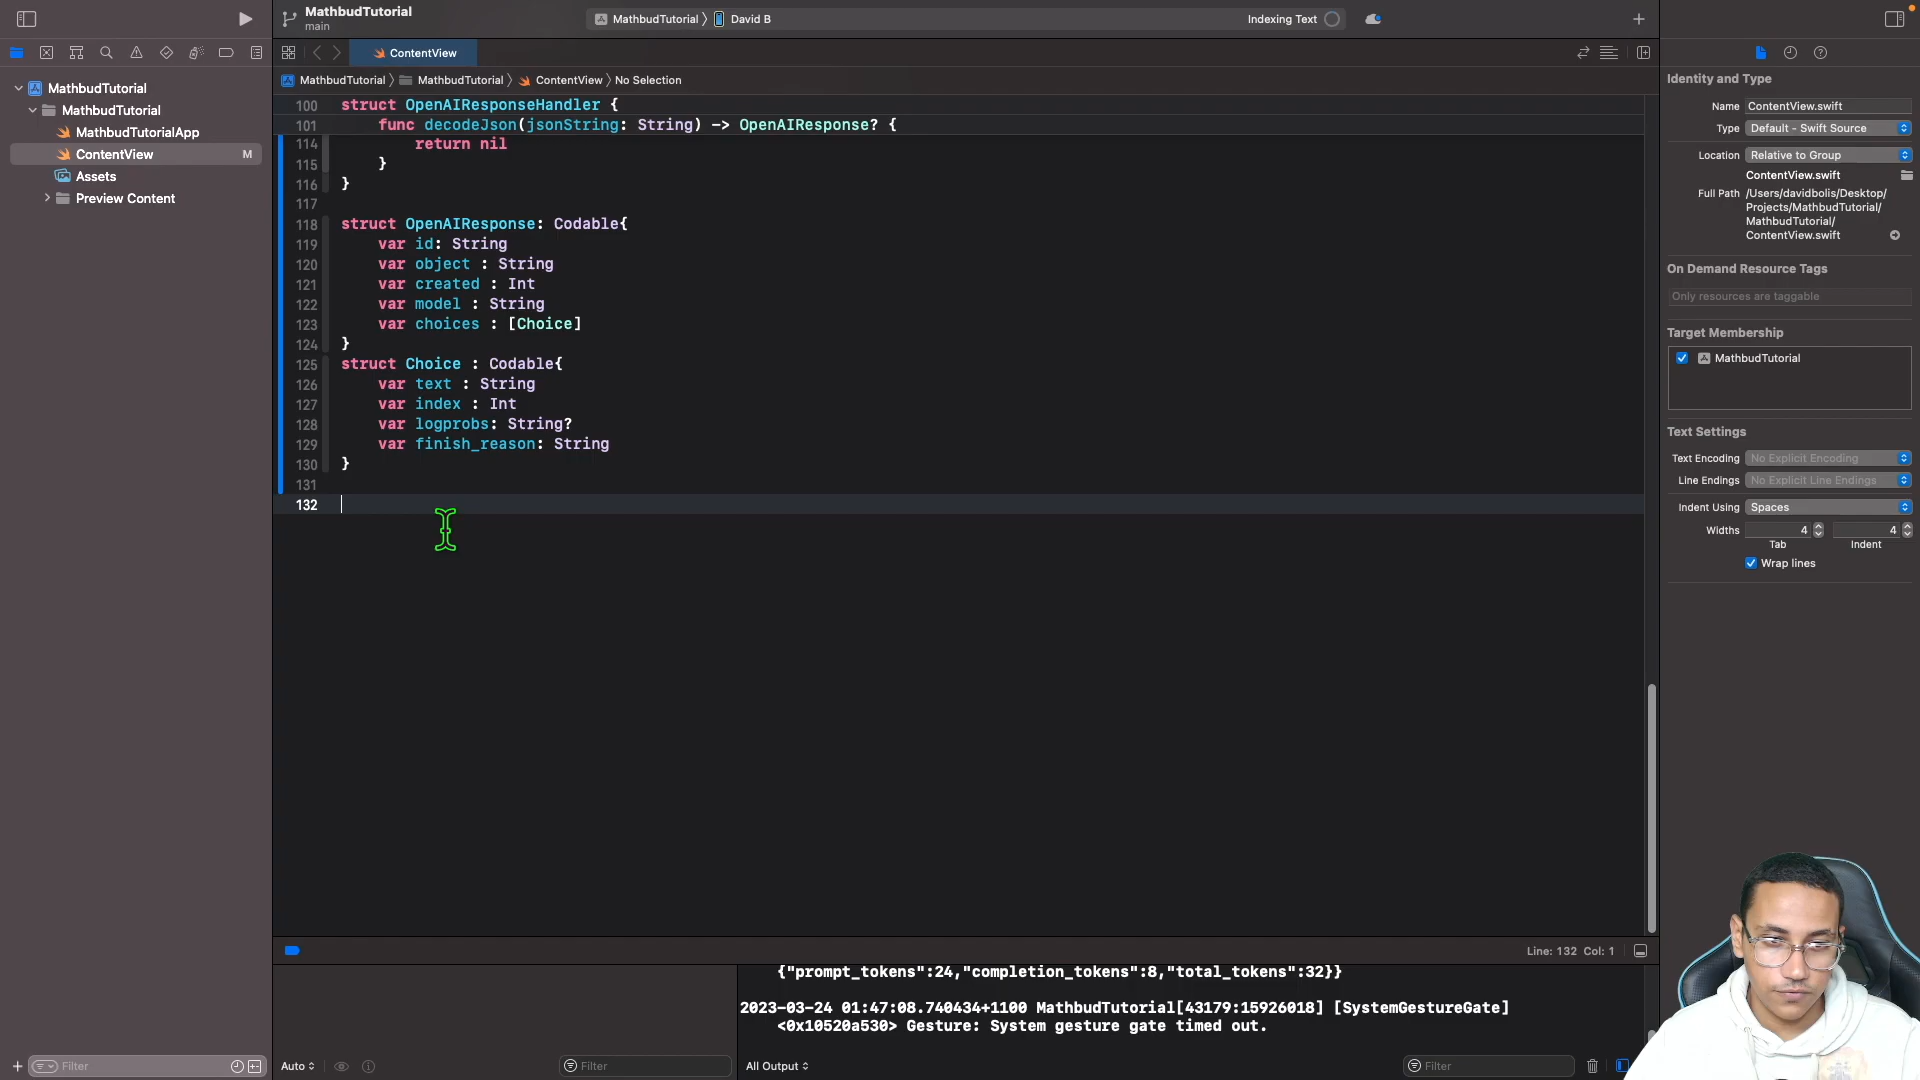 MathbudTutorial
main
MathbudTutorial
David B
Indexing Text
ContentView
MathbudTutorial
MathbudTutorial
ContentView
No Selection
MathbudTutorial
MathbudTutorial
MathbudTutorialApp
ContentView
M
Assets
Preview Content
100 struct OpenAIResponseHandler {
101 func decodeJson(jsonString: String) -> OpenAIResponse? {
114 return nil
115 }
116 }
117
118 struct OpenAIResponse: Codable{
119 var id: String
120 var object : String
121 var created : Int
122 var model : String
123 var choices : [Choice]
124 }
125 struct Choice : Codable{
126 var text : String
127 var index : Int
128 var logprobs: String?
129 var finish_reason: String
130 }
131
132
Identity and Type
Name ContentView.swift
Type Default - Swift Source
Location Relative to Group
ContentView.swift
Full Path /Users/davidbolis/Desktop/
Projects/MathbudTutorial/
MathbudTutorial/
ContentView.swift
On Demand Resource Tags
Only resources are taggable
Target Membership
MathbudTutorial
Text Settings
Text Encoding No Explicit Encoding
Line Endings No Explicit Line Endings
Indent Using Spaces
Widths 4 4
Tab Indent
Wrap lines
Line: 132 Col: 1
{"prompt_tokens":24,"completion_tokens":8,"total_tokens":32}}
2023-03-24 01:47:08.740434+1100 MathbudTutorial[43179:15926018] [SystemGestureGate]
<0x10520a530> Gesture: System gesture gate timed out.
Filter
Auto
Filter
All Output
Filter